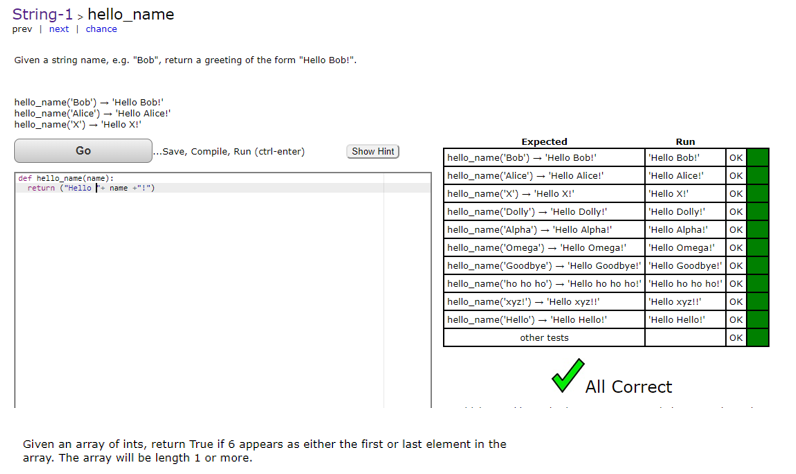 String-1 > hello_name
prev | next | chance
Given a string name, e.g. "Bob", return a greeting of the form "Hello Bob!".
hello_name('Bob') → 'Hello Bob!'
hello_name('Alice') → 'Hello Alice!'
hello_name('X') → 'Hello X!'
Go
...Save, Compile, Run (ctrl-enter)
Show Hint
def hello_name(name):
  return ("Hello "+ name +"!")
Expected Run
hello_name('Bob') → 'Hello Bob!' 'Hello Bob!' OK
hello_name('Alice') → 'Hello Alice!' 'Hello Alice!' OK
hello_name('X') → 'Hello X!' 'Hello X!' OK
hello_name('Dolly') → 'Hello Dolly!' 'Hello Dolly!' OK
hello_name('Alpha') → 'Hello Alpha!' 'Hello Alpha!' OK
hello_name('Omega') → 'Hello Omega!' 'Hello Omega!' OK
hello_name('Goodbye') → 'Hello Goodbye!' 'Hello Goodbye!' OK
hello_name('ho ho ho') → 'Hello ho ho ho!' 'Hello ho ho ho!' OK
hello_name('xyz!') → 'Hello xyz!!' 'Hello xyz!!' OK
hello_name('Hello') → 'Hello Hello!' 'Hello Hello!' OK
other tests OK
All Correct
Given an array of ints, return True if 6 appears as either the first or last element in the
array. The array will be length 1 or more.